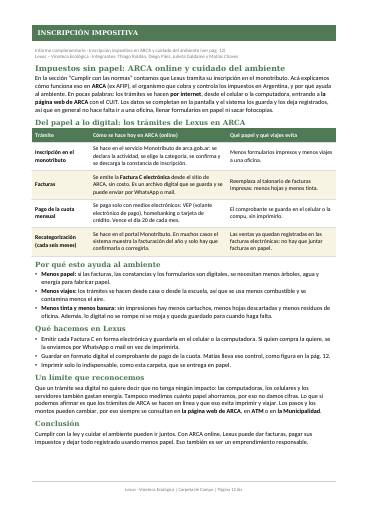 INSCRIPCIÓN IMPOSITIVA
Informe complementario · Inscripción impositiva en ARCA y cuidado del ambiente (ver pág. 12)
Lexus — Vinoteca Ecológica · Integrantes: Thiago Roldán, Diego Páez, Julieta Galdona y Matías Chaves
Impuestos sin papel: ARCA online y cuidado del ambiente
En la sección "Cumplir con las normas" contamos que Lexus tramita su inscripción en el monotributo. Acá explicamos
cómo funciona eso en ARCA (ex AFIP), el organismo que cobra y controla los impuestos en Argentina, y por qué ayuda
al ambiente. En pocas palabras: los trámites se hacen por internet, desde el celular o la computadora, entrando a la
página web de ARCA con el CUIT. Los datos se completan en la pantalla y el sistema los guarda y los deja registrados,
así que en general no hace falta ir a una oficina, llenar formularios en papel ni sacar fotocopias.
Del papel a lo digital: los trámites de Lexus en ARCA
Trámite Cómo se hace hoy en ARCA (online) Qué papel y qué viajes evita
Inscripción en el monotributo
Se hace en el servicio Monotributo de arca.gob.ar: se
declara la actividad, se elige la categoría, se confirma y
se descarga la constancia de inscripción.
Menos formularios impresos y menos viajes
a una oficina.
Facturas
Se emite la Factura C electrónica desde el sitio de
ARCA, sin costo. Es un archivo digital que se guarda y se
puede enviar por WhatsApp o mail.
Reemplaza al talonario de facturas
impresas: menos hojas y menos tinta.
Pago de la cuota
mensual
Se paga solo con medios electrónicos: VEP (volante
electrónico de pago), homebanking o tarjeta de
crédito. Vence el día 20 de cada mes.
El comprobante se guarda en el celular o la
compu, sin imprimirlo.
Recategorización
(cada seis meses)
Se hace en el portal Monotributo. En muchos casos el
sistema muestra la facturación del año y solo hay que
confirmarla o corregirla.
Las ventas ya quedan registradas en las
facturas electrónicas: no hay que juntar
facturas en papel.
Por qué esto ayuda al ambiente
• Menos papel: si las facturas, las constancias y los formularios son digitales, se necesitan menos árboles, agua y
energía para fabricar papel.
• Menos viajes: los trámites se hacen desde casa o desde la escuela, así que se usa menos combustible y se
contamina menos el aire.
• Menos tinta y menos basura: sin impresiones hay menos cartuchos, menos hojas descartadas y menos residuos de
oficina. Además, lo digital no se rompe ni se moja y queda guardado para cuando haga falta.
Qué hacemos en Lexus
• Emitir cada Factura C en forma electrónica y guardarla en el celular o la computadora. Si quien compra la quiere, se
la enviamos por WhatsApp o mail en vez de imprimirla.
• Guardar en formato digital el comprobante de pago de la cuota. Matías lleva ese control, como figura en la pág. 12.
• Imprimir solo lo indispensable, como esta carpeta, que se entrega en papel.
Un límite que reconocemos
Que un trámite sea digital no quiere decir que no tenga ningún impacto: las computadoras, los celulares y los
servidores también gastan energía. Tampoco medimos cuánto papel ahorramos, por eso no damos cifras. Lo que sí
podemos afirmar es que los trámites de ARCA se hacen en línea y que eso evita imprimir y viajar. Los pasos y los
montos pueden cambiar, por eso siempre se consultan en la página web de ARCA, en ATM o en la Municipalidad.
Conclusión
Cumplir con la ley y cuidar el ambiente pueden ir juntos. Con ARCA online, Lexus puede dar facturas, pagar sus
impuestos y dejar todo registrado usando menos papel. Eso también es ser un emprendimiento responsable.
Lexus · Vinoteca Ecológica | Carpeta de Campo | Página 12 bis